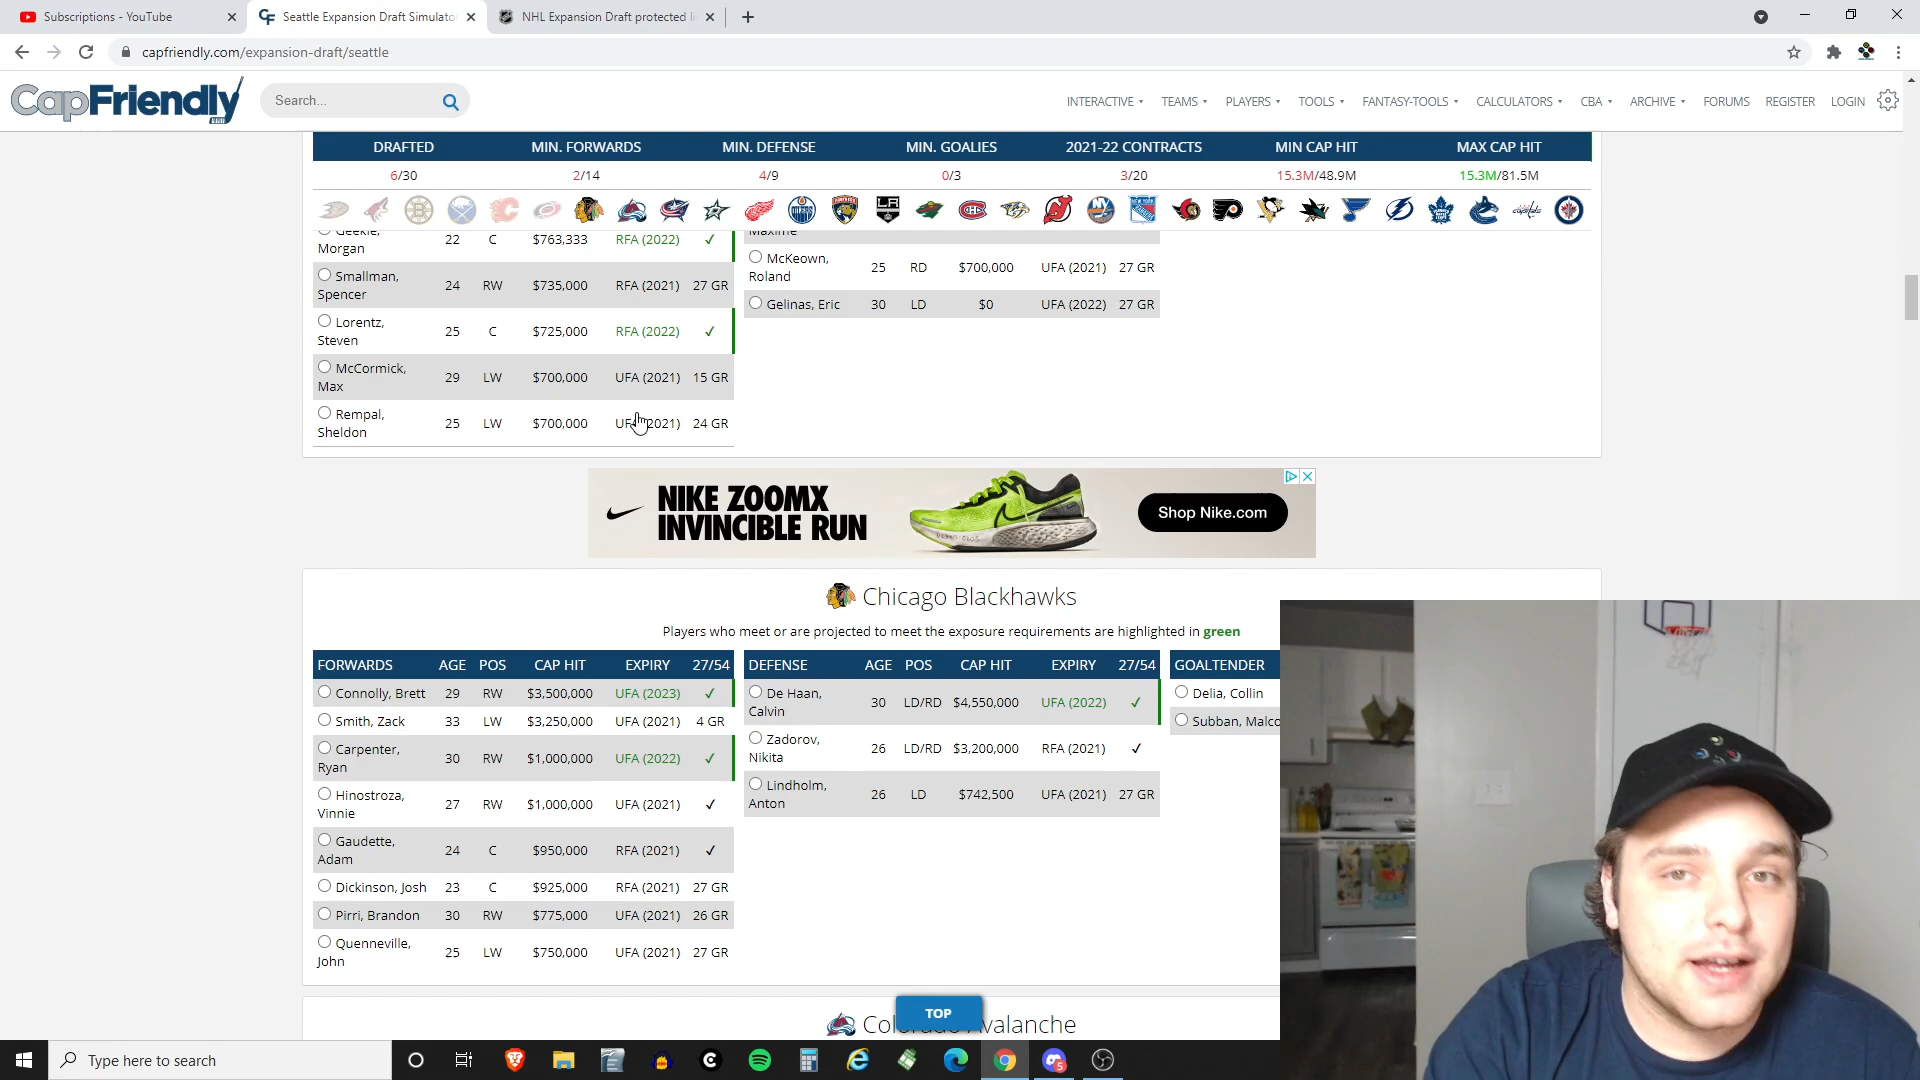 Subscriptions - YouTube
Seattle Expansion Draft Simulato
NHL Expansion Draft protected li
capfriendly.com/expansion-draft/seattle
CapFriendly
Search...
INTERACTIVE TEAMS PLAYERS TOOLS FANTASY-TOOLS CALCULATORS CBA ARCHIVE FORUMS REGISTER LOGIN
DRAFTED MIN. FORWARDS MIN. DEFENSE MIN. GOALIES 2021-22 CONTRACTS MIN CAP HIT MAX CAP HIT
6/30 2/14 4/9 0/3 3/20 15.3M/48.9M 15.3M/81.5M
Geekie, Morgan 22 C $763,333 RFA (2022) ✓
Smallman, Spencer 24 RW $735,000 RFA (2021) 27 GR
Lorentz, Steven 25 C $725,000 RFA (2022) ✓
McCormick, Max 29 LW $700,000 UFA (2021) 15 GR
Rempal, Sheldon 25 LW $700,000 UFA (2021) 24 GR
Maxime
McKeown, Roland 25 RD $700,000 UFA (2021) 27 GR
Gelinas, Eric 30 LD $0 UFA (2022) 27 GR
NIKE ZOOMX
INVINCIBLE RUN
Shop Nike.com
Chicago Blackhawks
Players who meet or are projected to meet the exposure requirements are highlighted in green
FORWARDS AGE POS CAP HIT EXPIRY 27/54
Connolly, Brett 29 RW $3,500,000 UFA (2023) ✓
Smith, Zack 33 LW $3,250,000 UFA (2021) 4 GR
Carpenter, Ryan 30 RW $1,000,000 UFA (2022) ✓
Hinostroza, Vinnie 27 RW $1,000,000 UFA (2021) ✓
Gaudette, Adam 24 C $950,000 RFA (2021) ✓
Dickinson, Josh 23 C $925,000 RFA (2021) 27 GR
Pirri, Brandon 30 RW $775,000 UFA (2021) 26 GR
Quenneville, John 25 LW $750,000 UFA (2021) 27 GR
DEFENSE AGE POS CAP HIT EXPIRY 27/54
De Haan, Calvin 30 LD/RD $4,550,000 UFA (2022) ✓
Zadorov, Nikita 26 LD/RD $3,200,000 RFA (2021) ✓
Lindholm, Anton 26 LD $742,500 UFA (2021) 27 GR
GOALTENDER
Delia, Collin
Subban, Malco
TOP
Colorado Avalanche
Type here to search